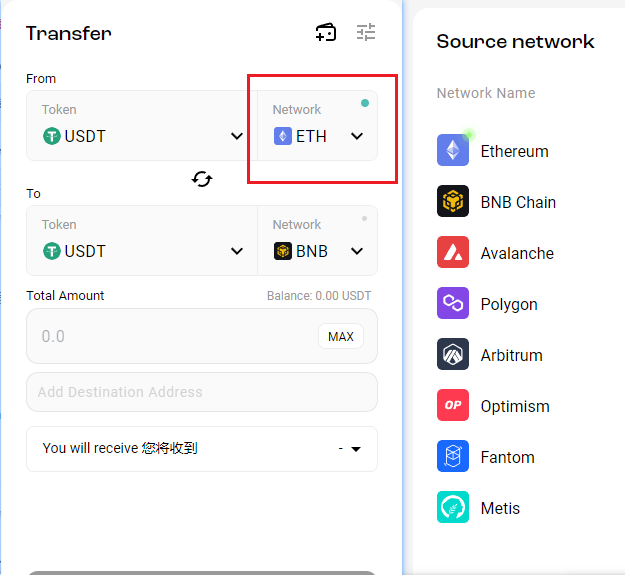 Transfer
From
Token
Network
USDT
ETH
To
Token
Network
USDT
BNB
Total Amount
Balance: 0.00 USDT
0.0
MAX
Add Destination Address
You will receive 您将收到
-
Source network
Network Name
Ethereum
BNB Chain
Avalanche
Polygon
Arbitrum
OP Optimism
Fantom
Metis